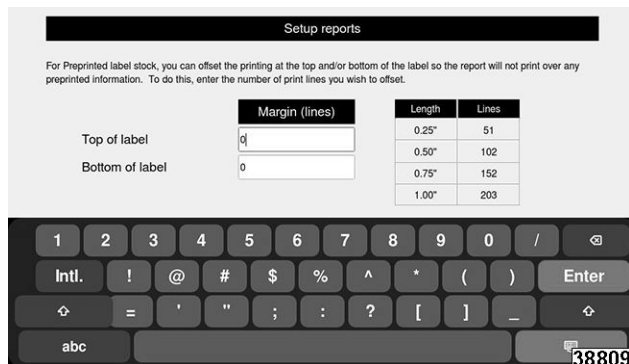 Setup reports
For Preprinted label stock, you can offset the printing at the top and/or bottom of the label so the report will not print over any
preprinted information. To do this, enter the number of print lines you wish to offset.
Margin (lines)
Top of label 0
Bottom of label 0
Length Lines
0.25" 51
0.50" 102
0.75" 152
1.00" 203
1 2 3 4 5 6 7 8 9 0 /
Intl. ! @ # $ % ^ * ( ) Enter
= ' " ; : ? [ ] _
abc
38809